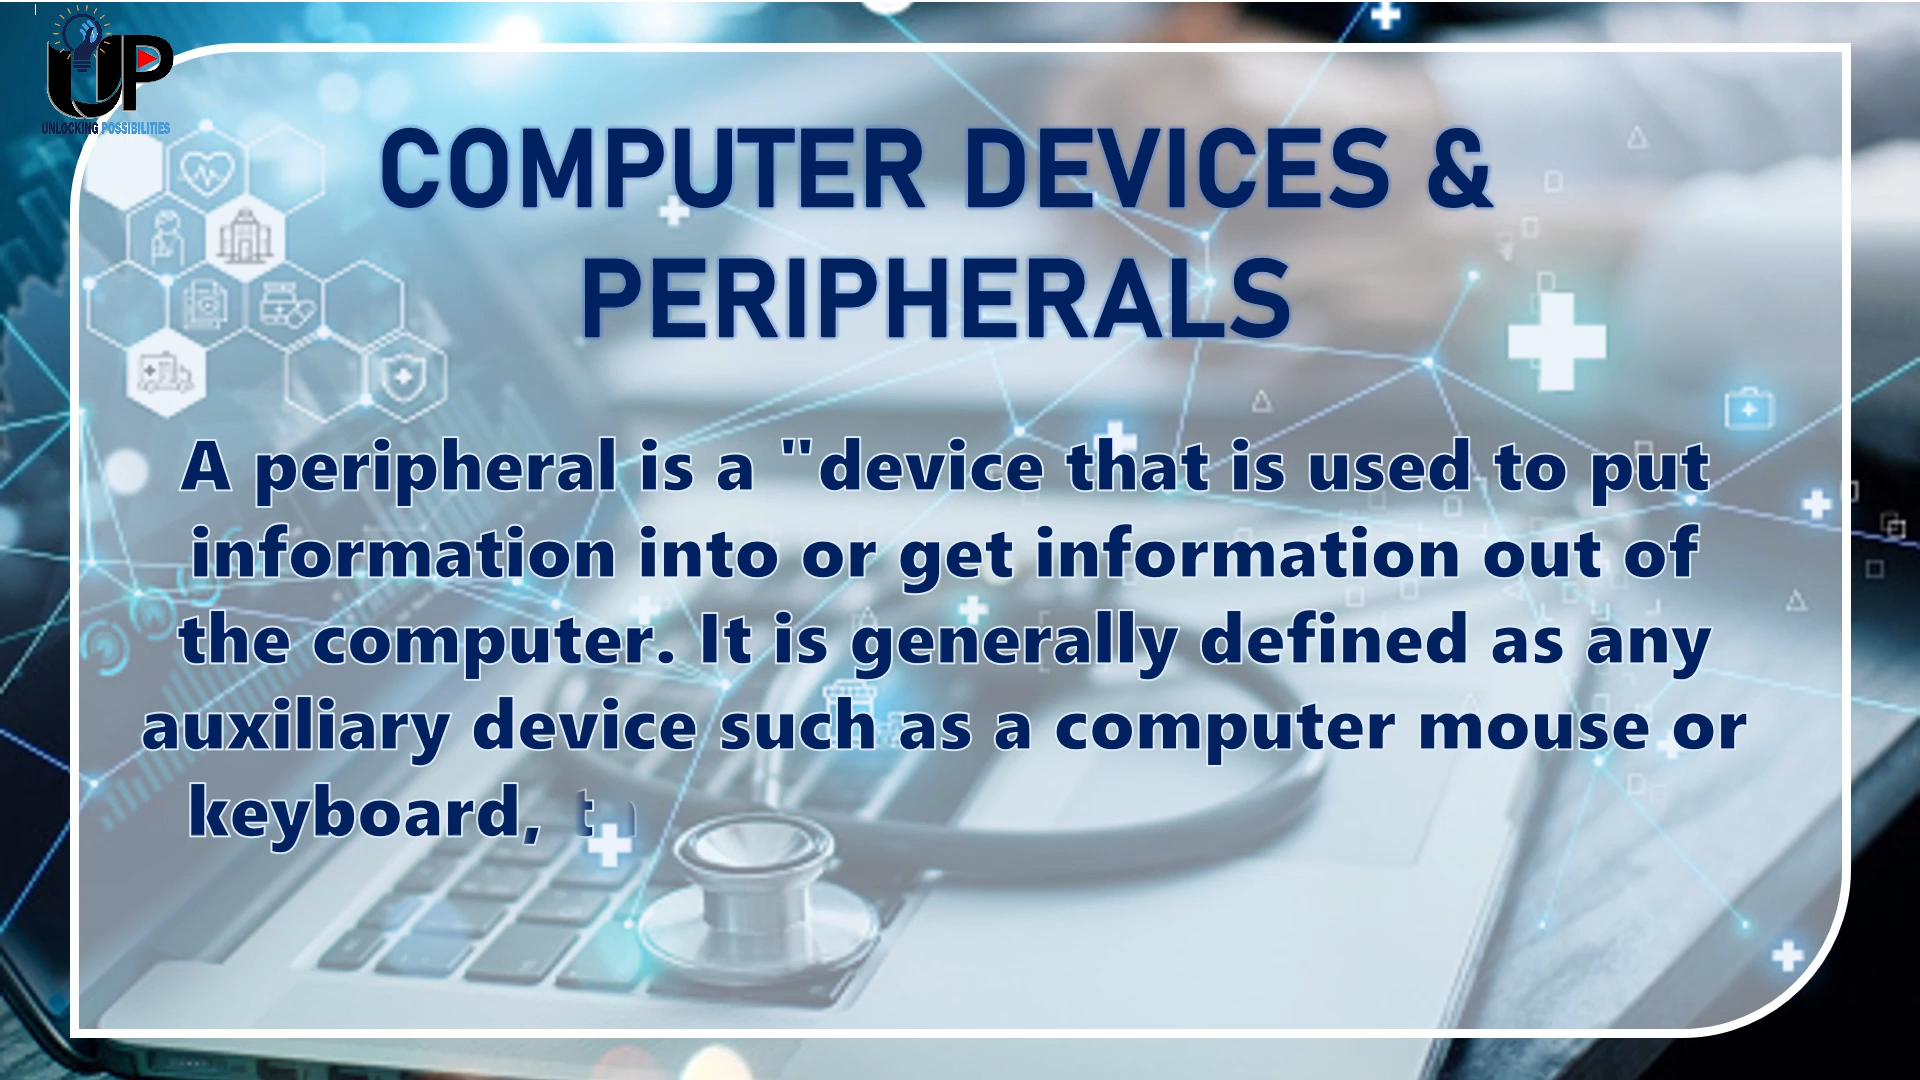 UP
UNLOCKING POSSIBILITIES
COMPUTER DEVICES &
PERIPHERALS
A peripheral is a "device that is used to put
information into or get information out of
the computer. It is generally defined as any
auxiliary device such as a computer mouse or
keyboard,